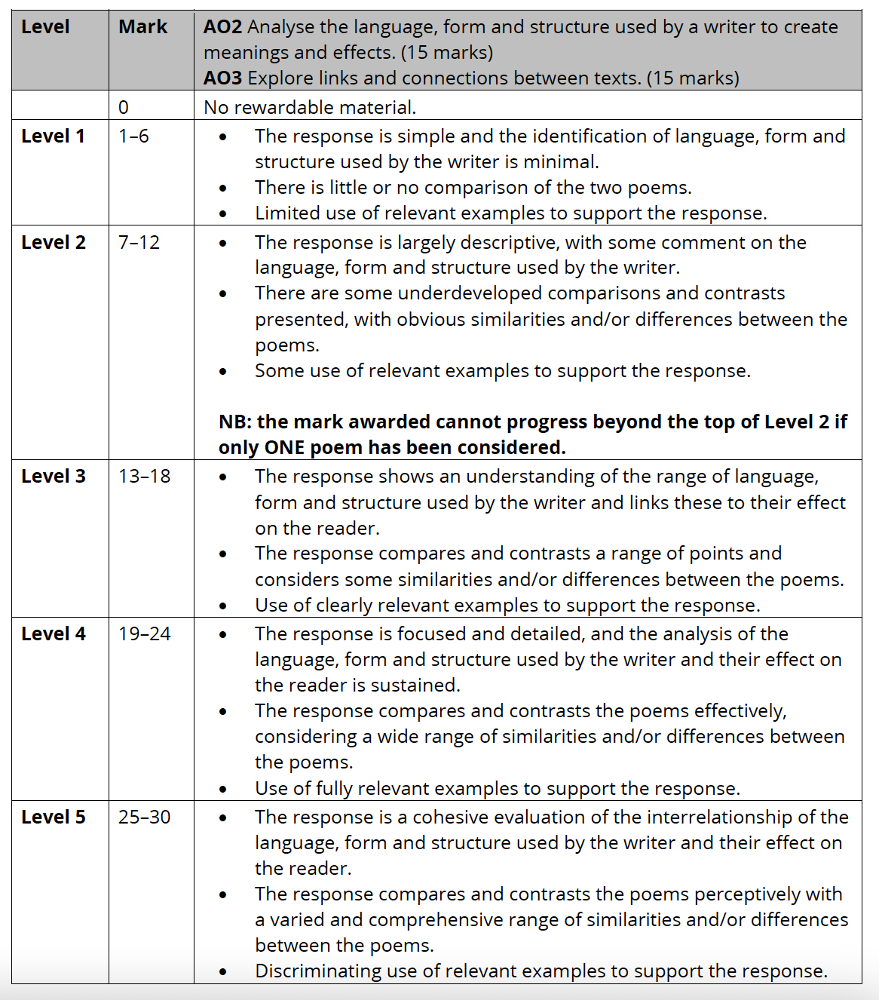 Level Mark AO2 Analyse the language, form and structure used by a writer to create
meanings and effects. (15 marks)
AO3 Explore links and connections between texts. (15 marks)
0 No rewardable material.
Level 1 1–6 • The response is simple and the identification of language, form and
structure used by the writer is minimal.
• There is little or no comparison of the two poems.
• Limited use of relevant examples to support the response.
Level 2 7–12 • The response is largely descriptive, with some comment on the
language, form and structure used by the writer.
• There are some underdeveloped comparisons and contrasts
presented, with obvious similarities and/or differences between the
poems.
• Some use of relevant examples to support the response.
NB: the mark awarded cannot progress beyond the top of Level 2 if
only ONE poem has been considered.
Level 3 13–18 • The response shows an understanding of the range of language,
form and structure used by the writer and links these to their effect
on the reader.
• The response compares and contrasts a range of points and
considers some similarities and/or differences between the poems.
• Use of clearly relevant examples to support the response.
Level 4 19–24 • The response is focused and detailed, and the analysis of the
language, form and structure used by the writer and their effect on
the reader is sustained.
• The response compares and contrasts the poems effectively,
considering a wide range of similarities and/or differences between
the poems.
• Use of fully relevant examples to support the response.
Level 5 25–30 • The response is a cohesive evaluation of the interrelationship of the
language, form and structure used by the writer and their effect on
the reader.
• The response compares and contrasts the poems perceptively with
a varied and comprehensive range of similarities and/or differences
between the poems.
• Discriminating use of relevant examples to support the response.